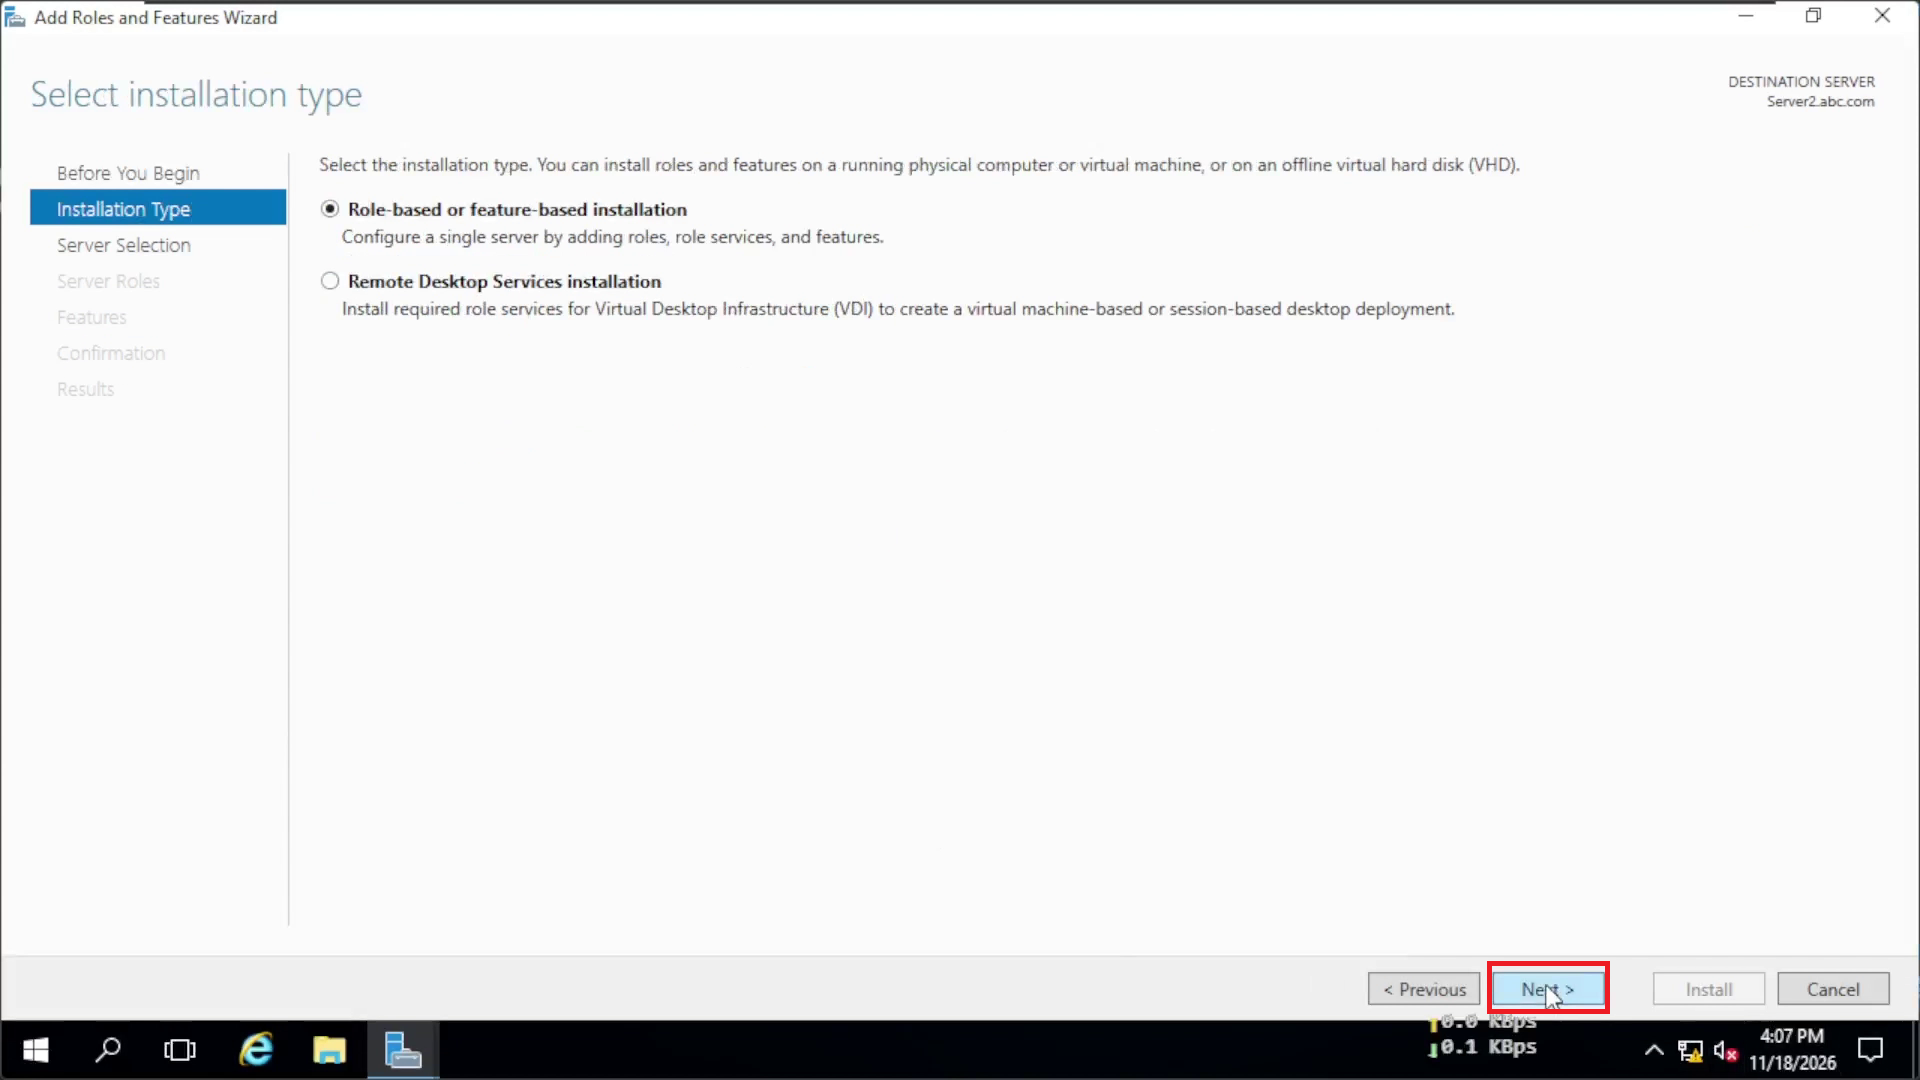 Add Roles and Features Wizard
Select installation type
DESTINATION SERVER
Server2.abc.com
Before You Begin
Installation Type
Server Selection
Server Roles
Features
Confirmation
Results
Select the installation type. You can install roles and features on a running physical computer or virtual machine, or on an offline virtual hard disk (VHD).
Role-based or feature-based installation
Configure a single server by adding roles, role services, and features.
Remote Desktop Services installation
Install required role services for Virtual Desktop Infrastructure (VDI) to create a virtual machine-based or session-based desktop deployment.
< Previous
Next >
Install
Cancel
0.0 KBps
0.1 KBps
4:07 PM
11/18/2026